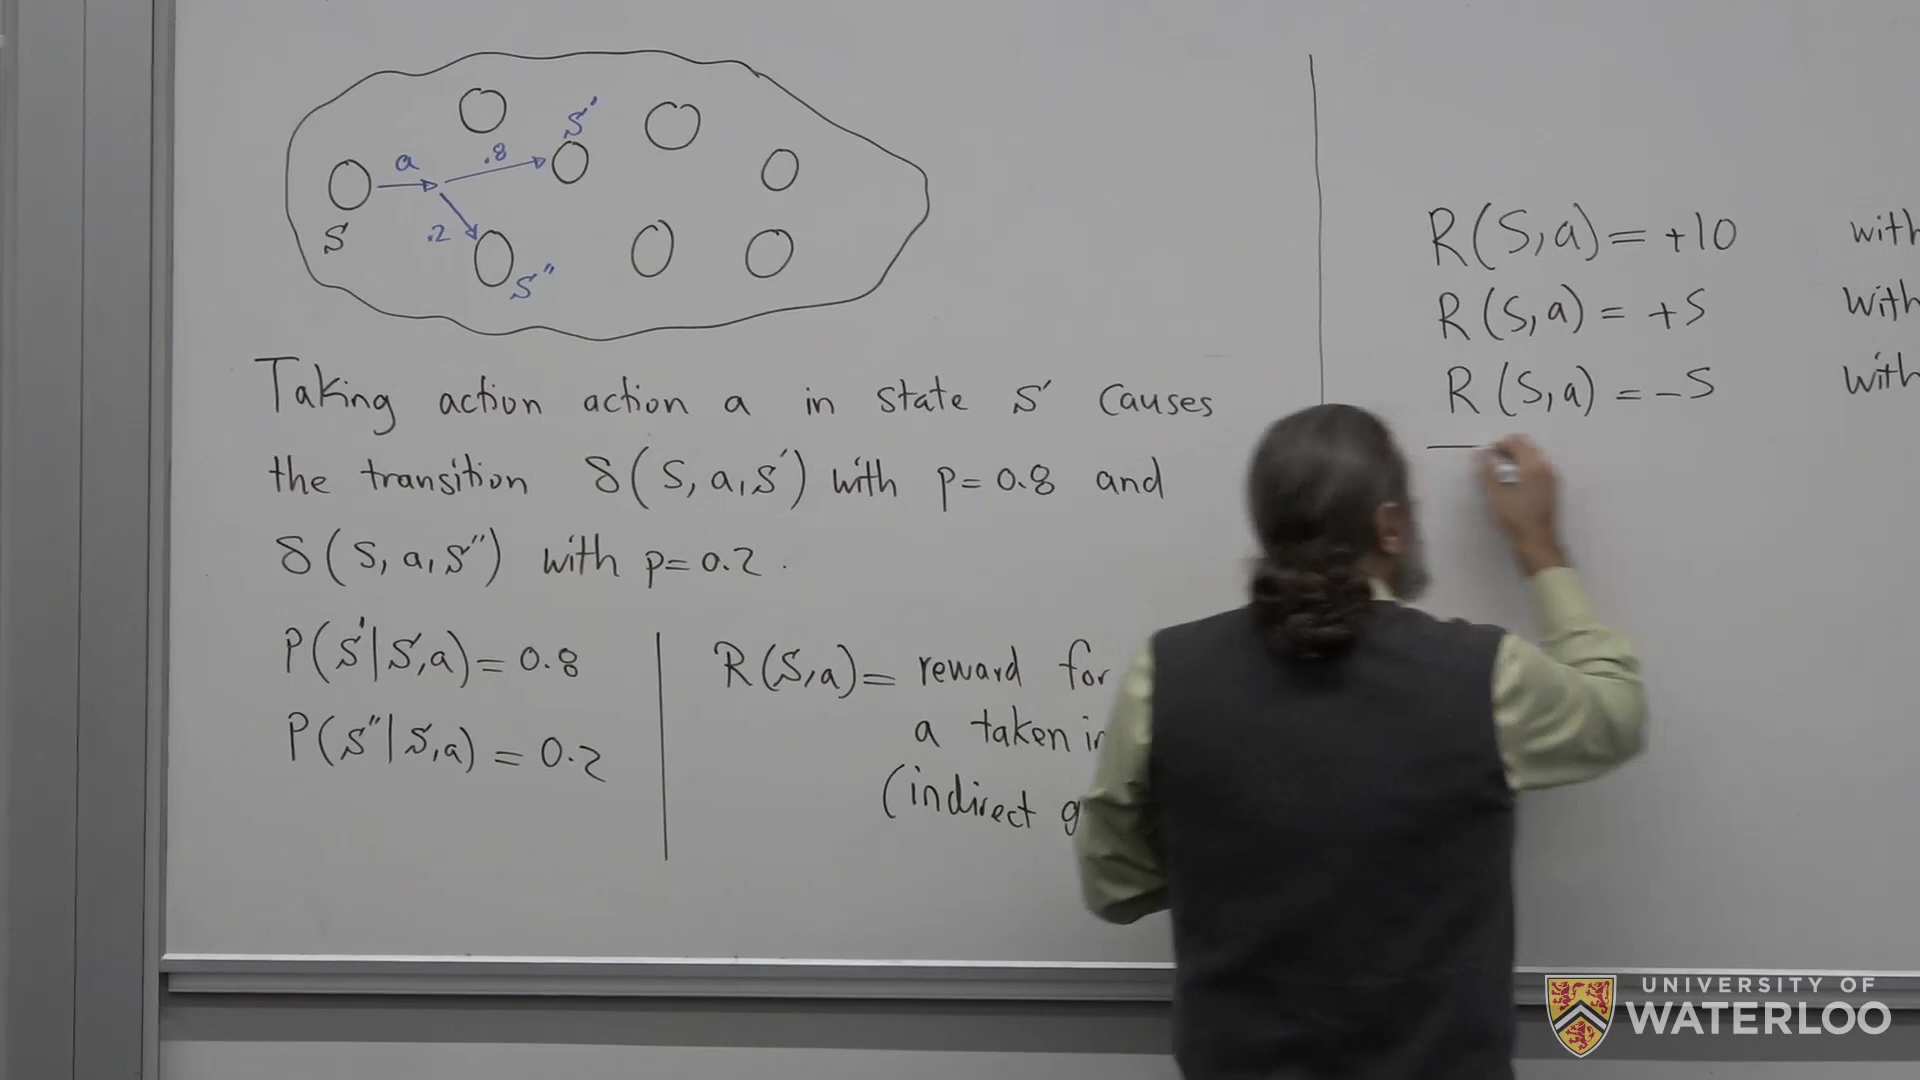 a
.8
S'
S
.2
S''
Taking action action a in state S causes
the transition δ(S, a, S') with p=0.8 and
δ(S, a, S'') with p=0.2.
P(S'|S,a)=0.8
P(S''|S,a)=0.2
R(S,a)= reward for
a taken
(indirect
R(S,a)=+10 with
R(S,a)=+5 with
R(S,a)=-5 with
UNIVERSITY OF
WATERLOO